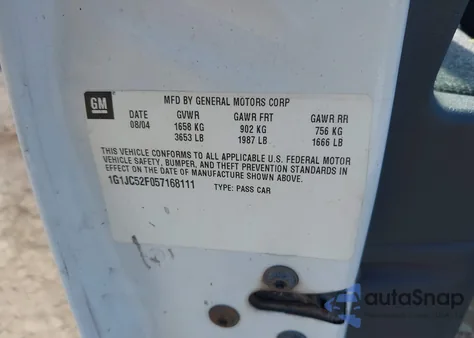 GM
MFD BY GENERAL MOTORS CORP
DATE GVWR GAWR FRT GAWR RR
08/04 1658 KG 902 KG 756 KG
3653 LB 1987 LB 1666 LB
THIS VEHICLE CONFORMS TO ALL APPLICABLE U.S. FEDERAL MOTOR
VEHICLE SAFETY, BUMPER, AND THEFT PREVENTION STANDARDS IN
EFFECT ON THE DATE OF MANUFACTURE SHOWN ABOVE.
1G1JC52F057168111 TYPE: PASS CAR
autoSnap